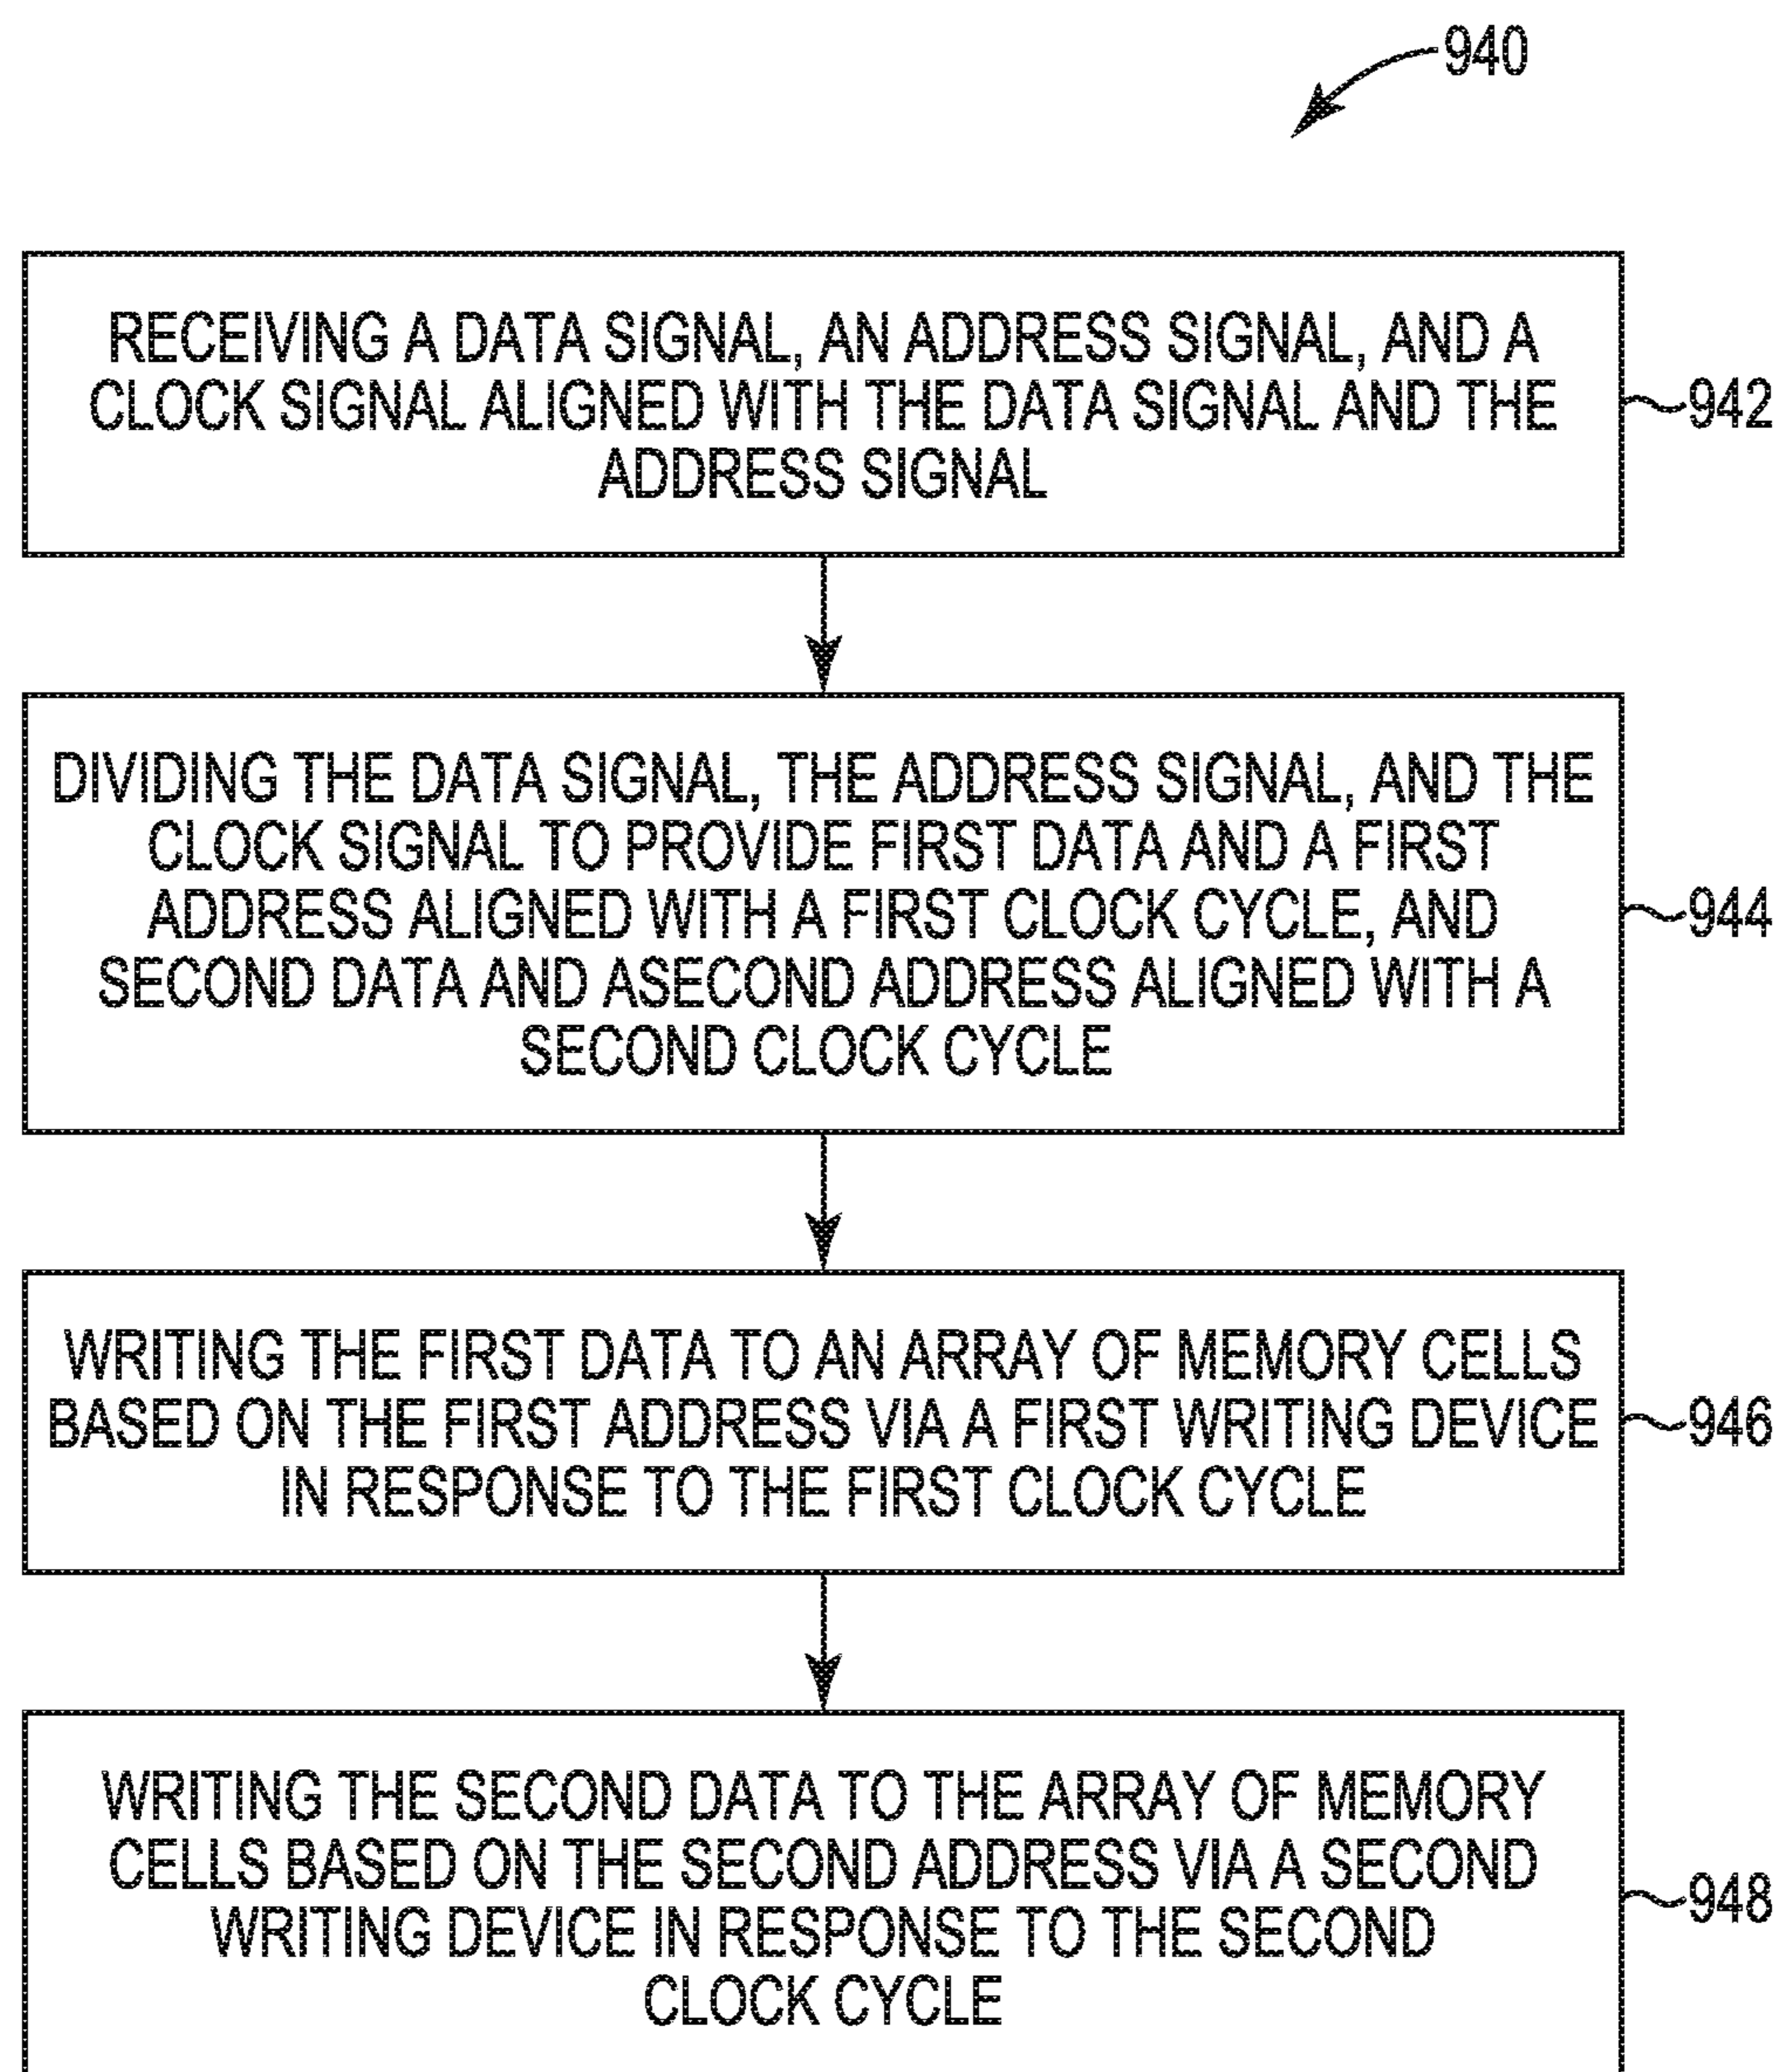 940
RECEIVING A DATA SIGNAL, AN ADDRESS SIGNAL, AND A
CLOCK SIGNAL ALIGNED WITH THE DATA SIGNAL AND THE
ADDRESS SIGNAL
942
DIVIDING THE DATA SIGNAL, THE ADDRESS SIGNAL, AND THE
CLOCK SIGNAL TO PROVIDE FIRST DATA AND A FIRST
ADDRESS ALIGNED WITH A FIRST CLOCK CYCLE, AND
SECOND DATA AND ASECOND ADDRESS ALIGNED WITH A
SECOND CLOCK CYCLE
944
WRITING THE FIRST DATA TO AN ARRAY OF MEMORY CELLS
BASED ON THE FIRST ADDRESS VIA A FIRST WRITING DEVICE
IN RESPONSE TO THE FIRST CLOCK CYCLE
946
WRITING THE SECOND DATA TO THE ARRAY OF MEMORY
CELLS BASED ON THE SECOND ADDRESS VIA A SECOND
WRITING DEVICE IN RESPONSE TO THE SECOND
CLOCK CYCLE
948